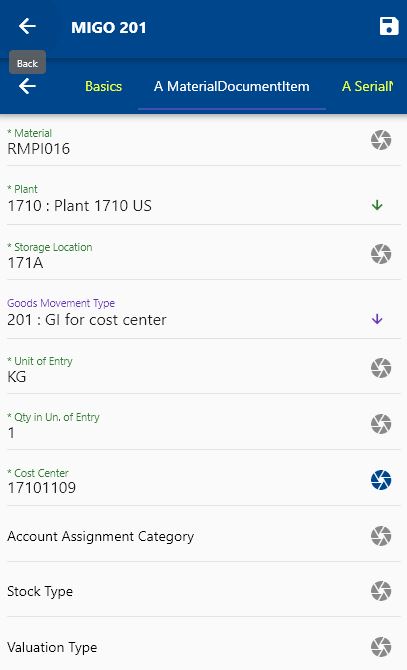 MIGO 201
Back
Basics
A MaterialDocumentItem
A Serial
* Material
RMPI016
* Plant
1710 : Plant 1710 US
* Storage Location
171A
Goods Movement Type
201 : GI for cost center
* Unit of Entry
KG
* Qty in Un. of Entry
1
* Cost Center
17101109
Account Assignment Category
Stock Type
Valuation Type